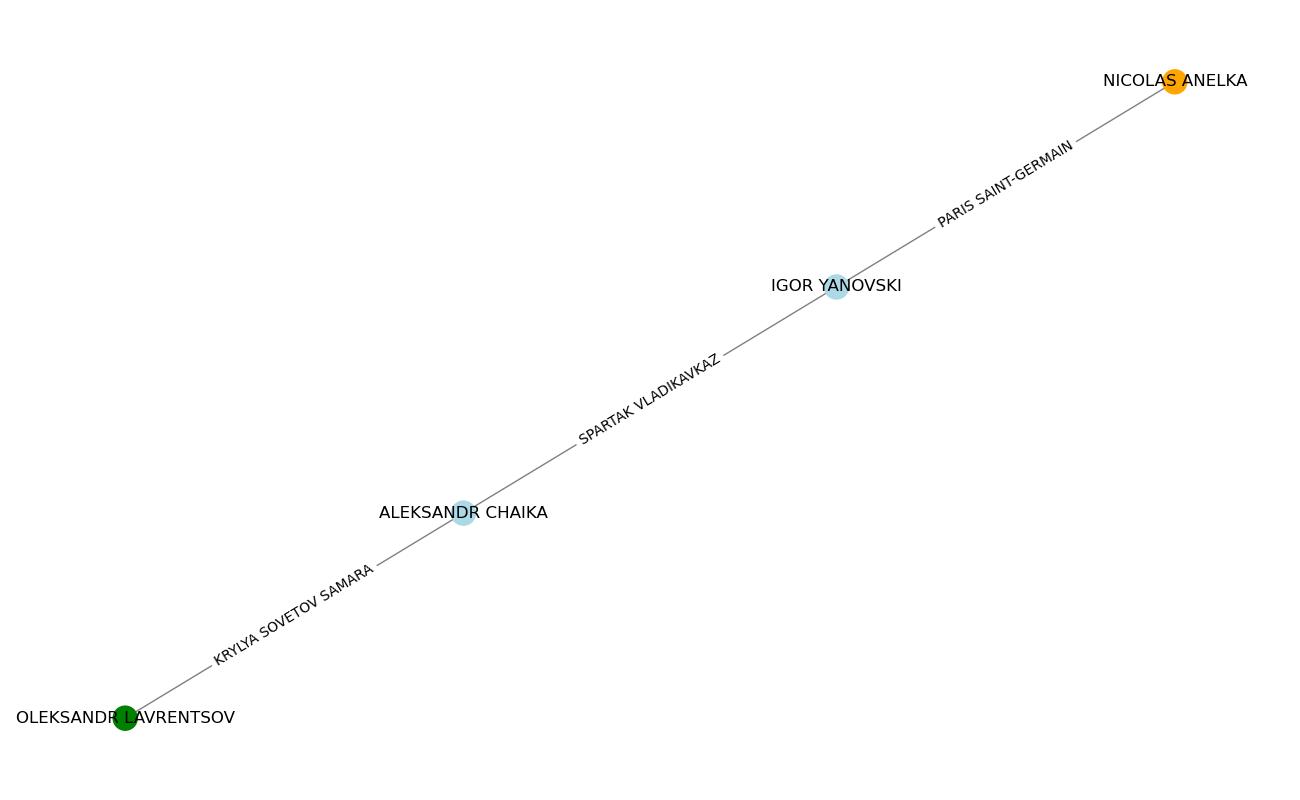 NICOLAS ANELKA
PARIS SAINT-GERMAIN
IGOR YANOVSKI
SPARTAK VLADIKAVKAZ
ALEKSANDR CHAIKA
KRYLYA SOVETOV SAMARA
OLEKSANDR LAVRENTSOV